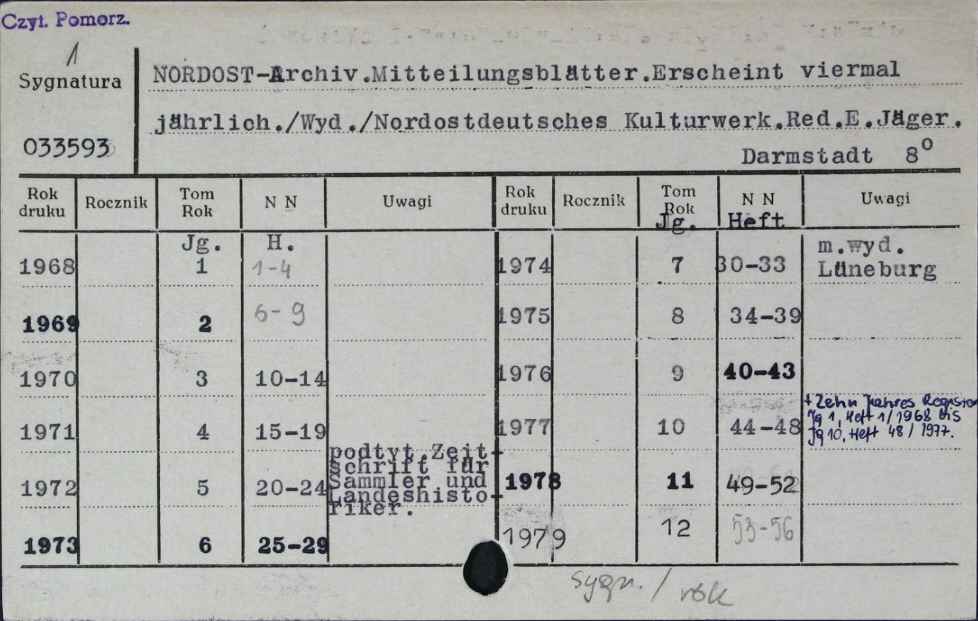 Czyt. Pomorz.
1
Sygnatura
033593
NORDOST-Archiv.Mitteilungsblätter.Erscheint viermal
jährlich./Wyd./Nordostdeutsches Kulturwerk.Red.E.Jäger.
Darmstadt 8⁰
Rok druku Rocznik Tom Rok N N Uwagi Rok druku Rocznik Tom Rok N N Uwagi
Jg. Heft
Jg. H.
1968 1 1-4
1969 2 6-9
1970 3 10-14
1971 4 15-19
1972 5 20-24
podtyt.Zeit-
schrift für
Sammler und
Landeshisto-
riker.
1973 6 25-29
1974 7 30-33
m.wyd.
Lüneburg
1975 8 34-39
1976 9 40-43
1977 10 44-48
+ Zehn Jahres Register
Jg 1, Heft 1/1968 bis
Jg 10, Heft 48/1977.
1978 11 49-52
1979 12 53-56
sygn./rok